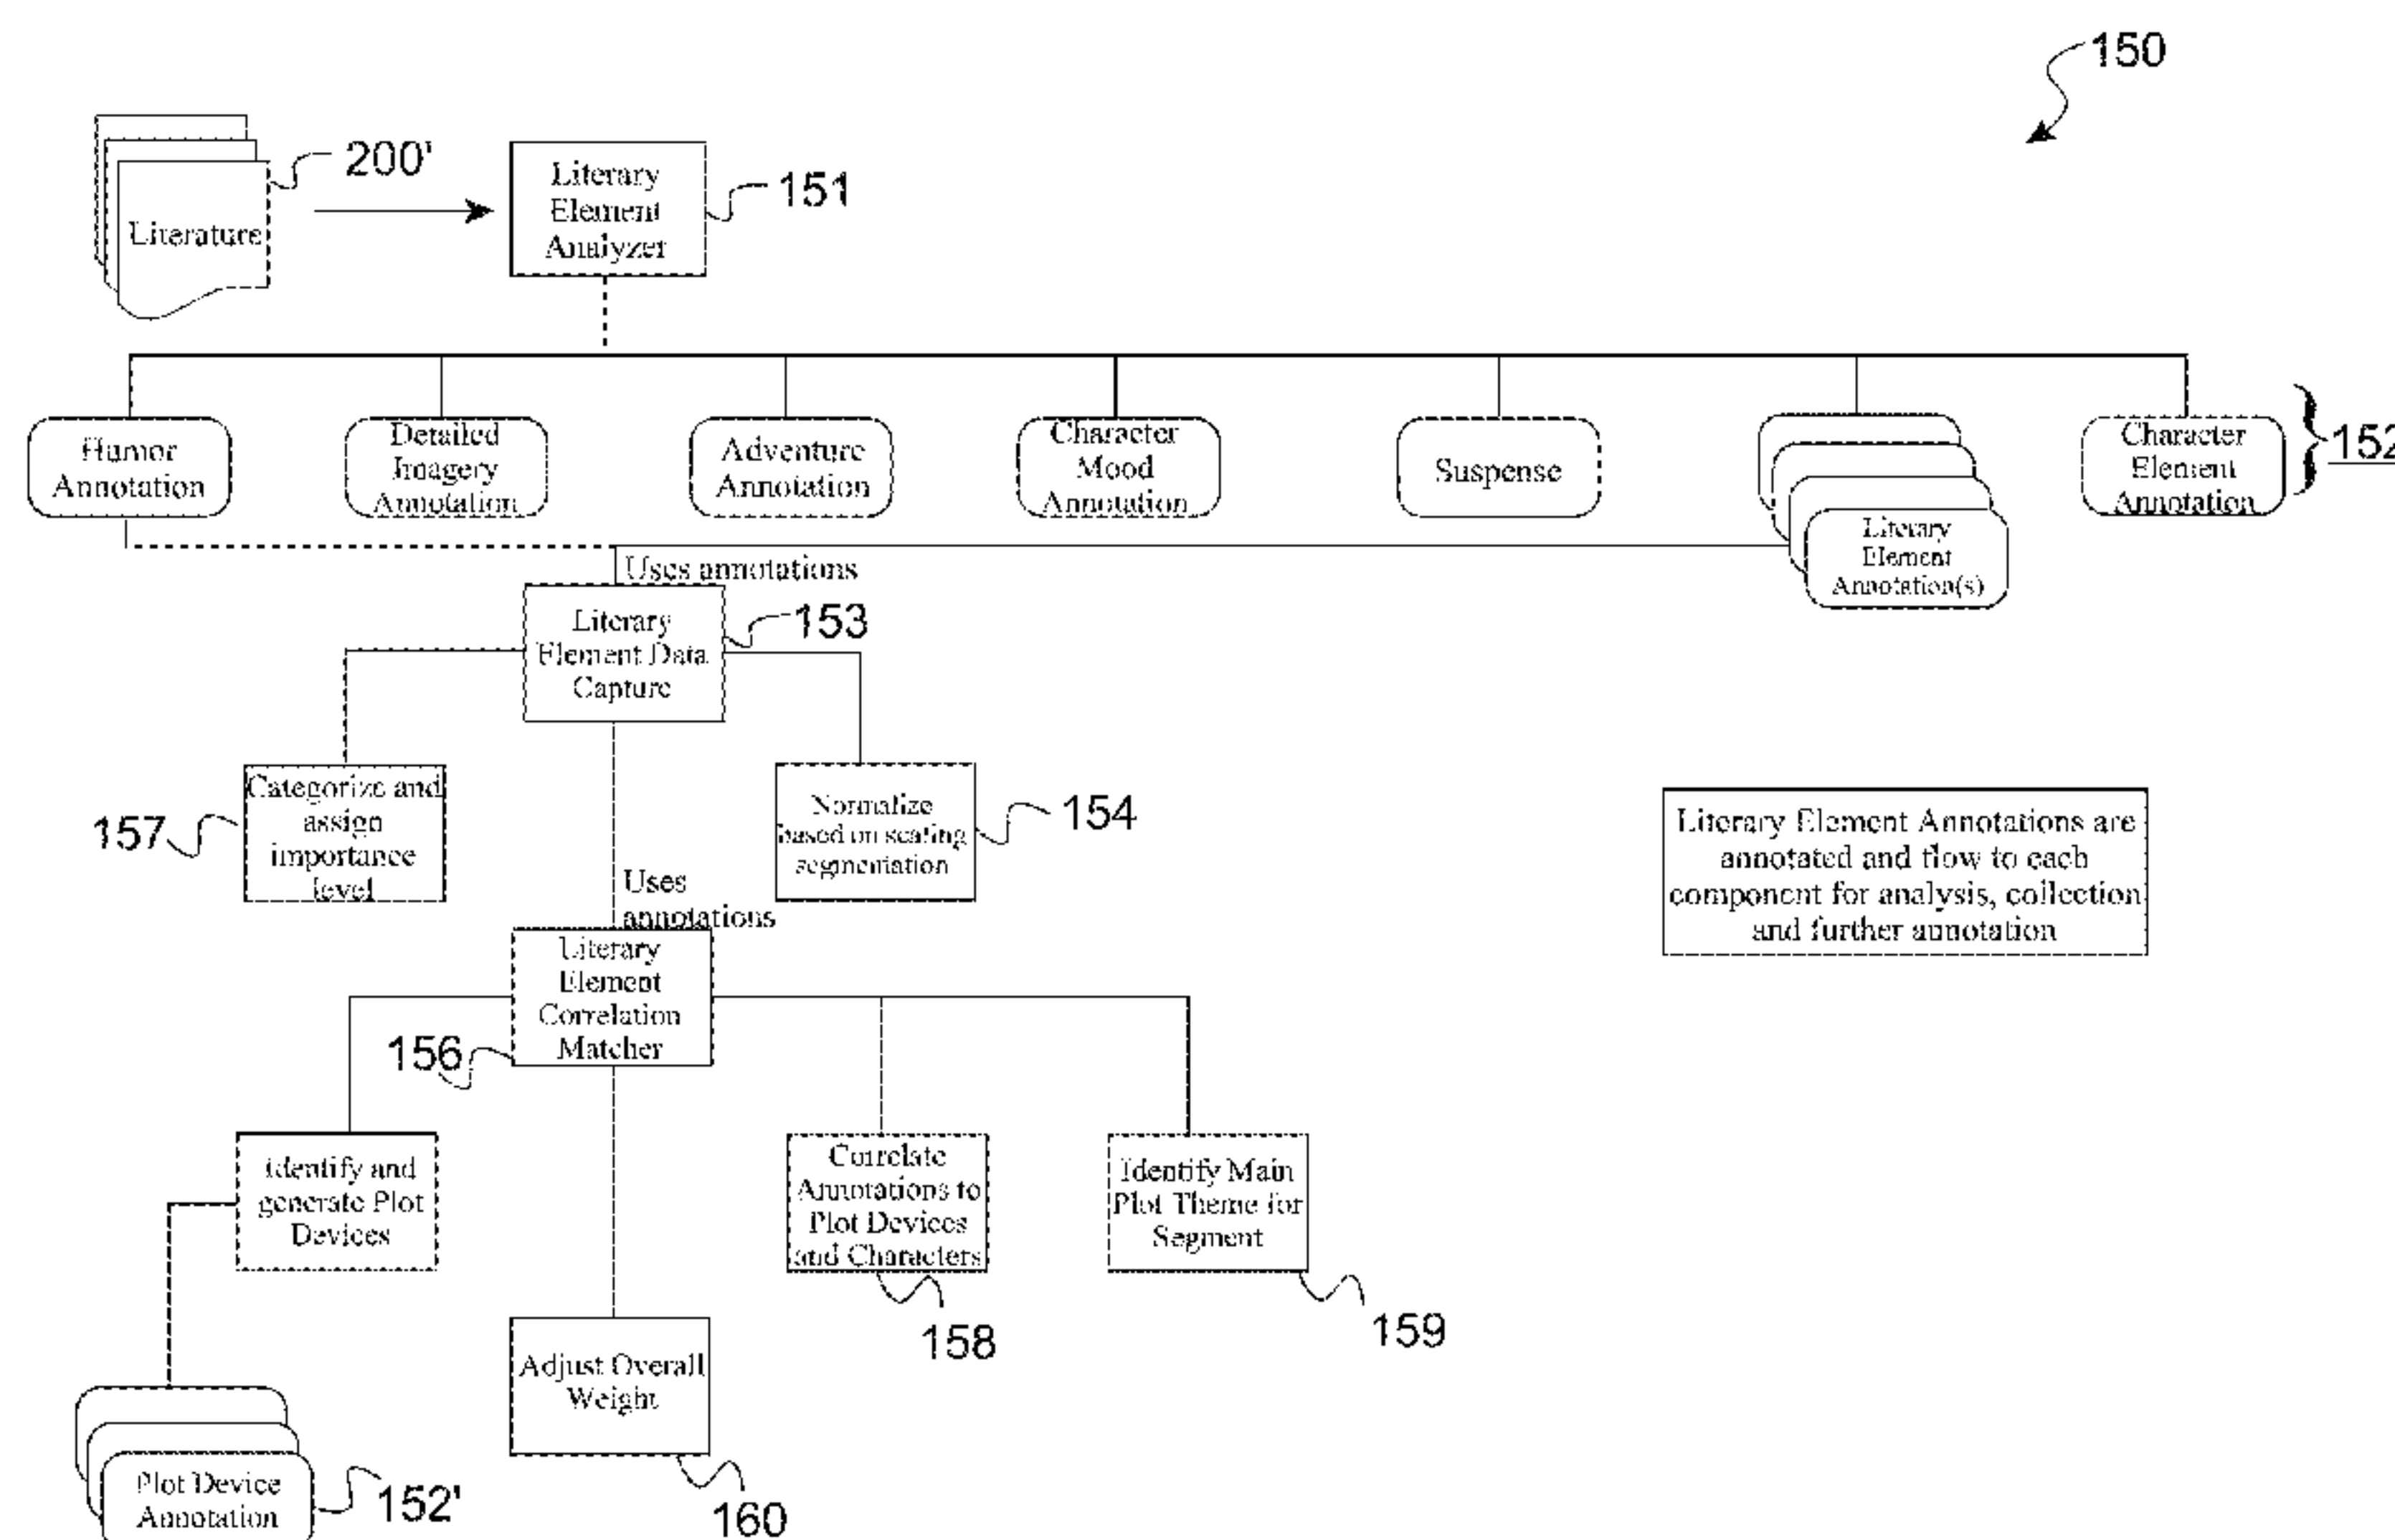 150
200'
Literature
Literary
Element
Analyzer
151
Humor
Annotation
Detailed
Imagery
Annotation
Adventure
Annotation
Character
Mood
Annotation
Suspense
Literary
Element
Annotation(s)
Character
Element
Annotation
152
Uses annotations
Literary
Element Data
Capture
153
Categorize and
assign
importance
level
157
Normalize
based on scaling
segmentation
154
Literary Element Annotations are
annotated and flow to each
component for analysis, collection
and further annotation
Uses
annotations
Literary
Element
Correlation
Matcher
156
Identify and
generate Plot
Devices
Correlate
Annotations to
Plot Devices
and Characters
158
Identify Main
Plot Theme for
Segment
159
Adjust Overall
Weight
160
Plot Device
Annotation
152'